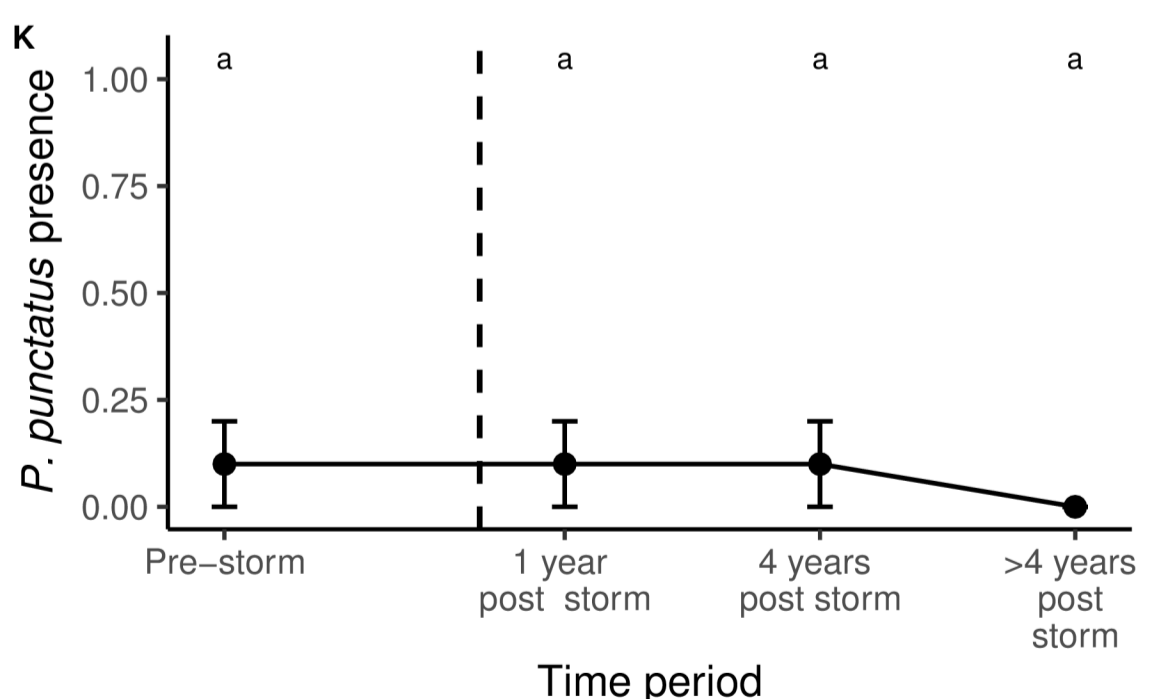 K
a a a a
P. punctatus presence
1.00
0.75
0.50
0.25
0.00
Pre−storm 1 year 4 years >4 years
post  storm post storm post
storm
Time period